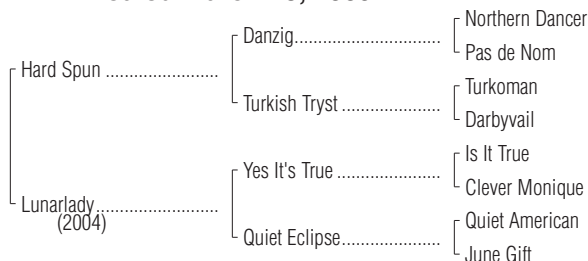 Northern Dancer
Danzig
Pas de Nom
Hard Spun
Turkoman
Turkish Tryst
Darbyvail
Is It True
Yes It's True
Clever Monique
Lunarlady
(2004)
Quiet American
Quiet Eclipse
June Gift